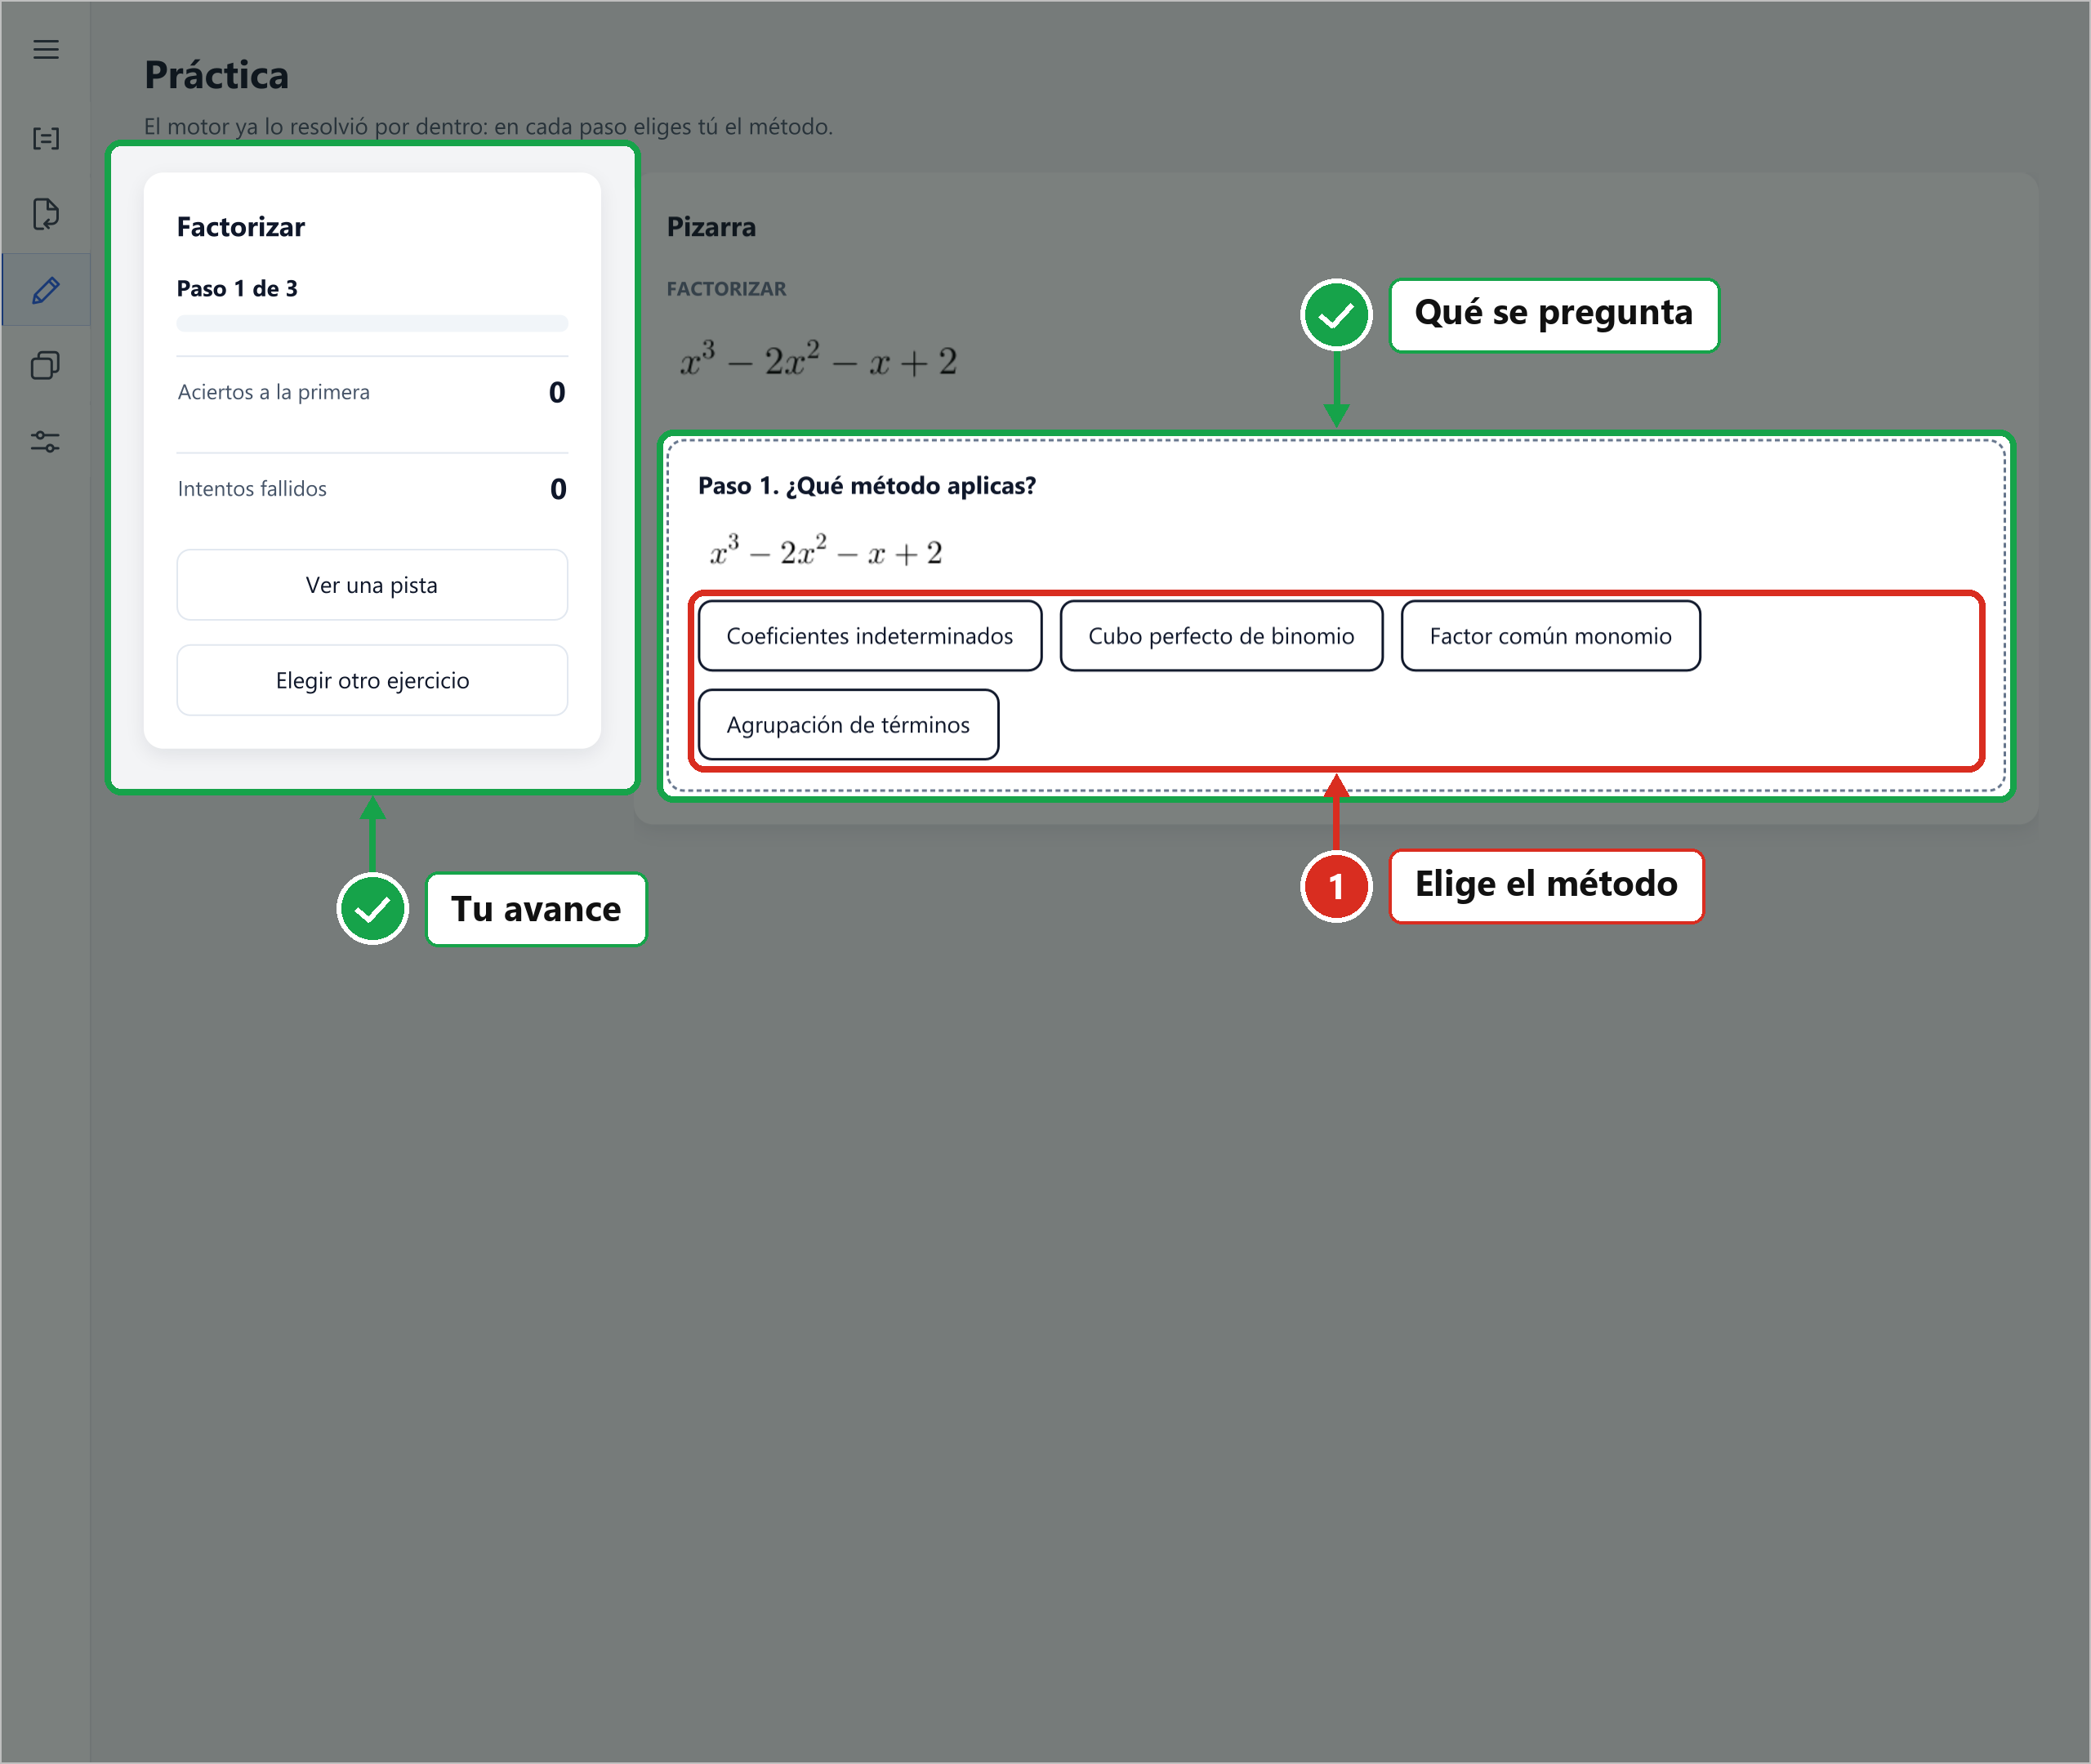 Práctica
El motor ya lo resolvió por dentro: en cada paso eliges tú el método.
Factorizar
Paso 1 de 3
Aciertos a la primera 0
Intentos fallidos 0
Ver una pista
Elegir otro ejercicio
Tu avance
Pizarra
FACTORIZAR
x³ − 2x² − x + 2
Qué se pregunta
Paso 1. ¿Qué método aplicas?
x³ − 2x² − x + 2
Coeficientes indeterminados Cubo perfecto de binomio Factor común monomio
Agrupación de términos
1 Elige el método